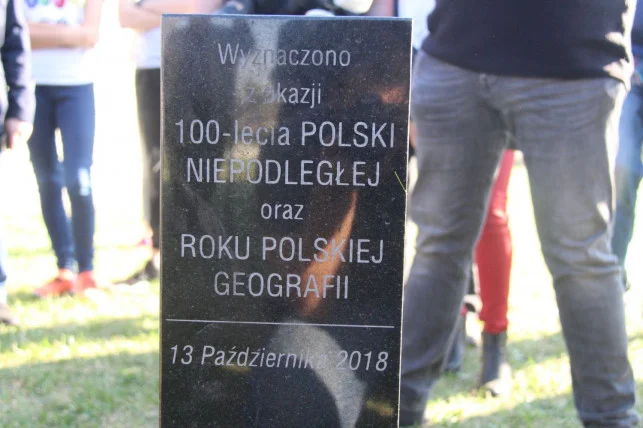 Wyznaczono
z okazji
100-lecia POLSKI
NIEPODLEGŁEJ
oraz
ROKU POLSKIEJ
GEOGRAFII
13 Października 2018